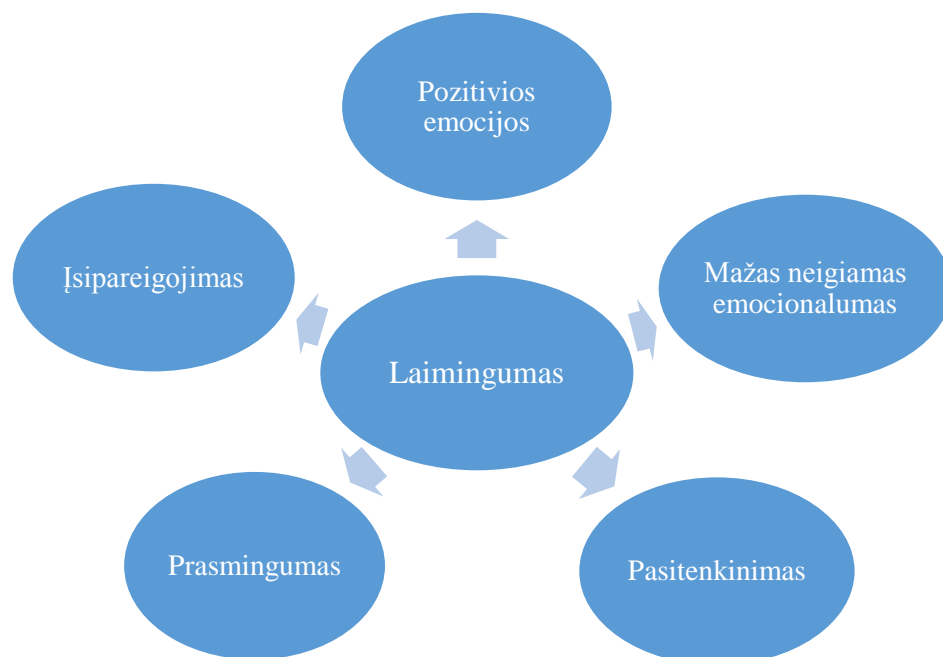 Pozitivios
emocijos
Įsipareigojimas
Mažas neigiamas
emocionalumas
Laimingumas
Prasmingumas
Pasitenkinimas